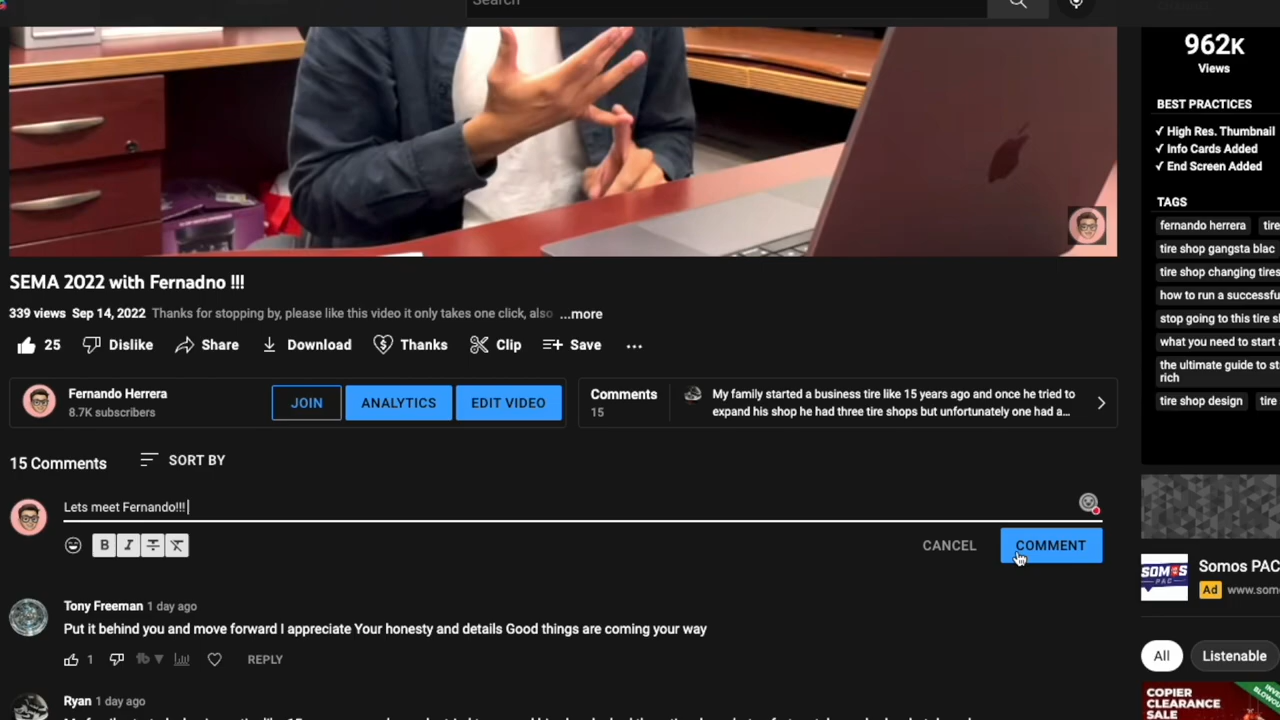 Search
962K
Views
BEST PRACTICES
✓ High Res. Thumbnail
✓ Info Cards Added
✓ End Screen Added
TAGS
fernando herrera tire
tire shop gangsta blac
tire shop changing tires
how to run a successfu
stop going to this tire sh
what you need to start a
the ultimate guide to st
rich
tire shop design tire
SEMA 2022 with Fernadno !!!
339 views Sep 14, 2022 Thanks for stopping by, please like this video it only takes one click, also ...more
25 Dislike Share Download Thanks Clip Save ...
Fernando Herrera
8.7K subscribers
JOIN ANALYTICS EDIT VIDEO
Comments
15
My family started a business tire like 15 years ago and once he tried to
expand his shop he had three tire shops but unfortunately one had a...
15 Comments SORT BY
Lets meet Fernando!!!
B I T T
CANCEL COMMENT
Tony Freeman 1 day ago
Put it behind you and move forward I appreciate Your honesty and details Good things are coming your way
1 REPLY
Ryan 1 day ago
SOMOS
PAC
Somos PAC
Ad www.som
All Listenable
COPIER
CLEARANCE
SALE